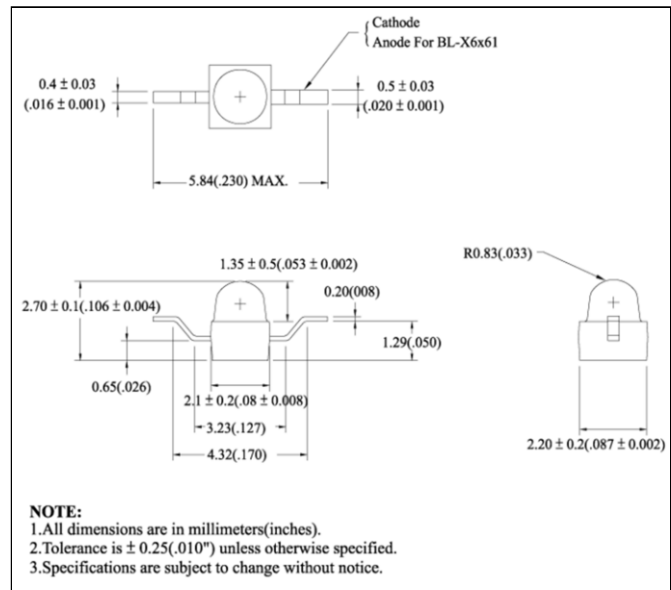 Cathode
Anode For BL-X6x61
0.4 ± 0.03
(.016 ± 0.001)
0.5 ± 0.03
(.020 ± 0.001)
5.84(.230) MAX.
1.35 ± 0.5(.053 ± 0.002)
R0.83(.033)
2.70 ± 0.1(.106 ± 0.004)
0.20(008)
1.29(.050)
0.65(.026)
2.1 ± 0.2(.08 ± 0.008)
3.23(.127)
4.32(.170)
2.20 ± 0.2(.087 ± 0.002)
NOTE:
1.All dimensions are in millimeters(inches).
2.Tolerance is ± 0.25(.010") unless otherwise specified.
3.Specifications are subject to change without notice.